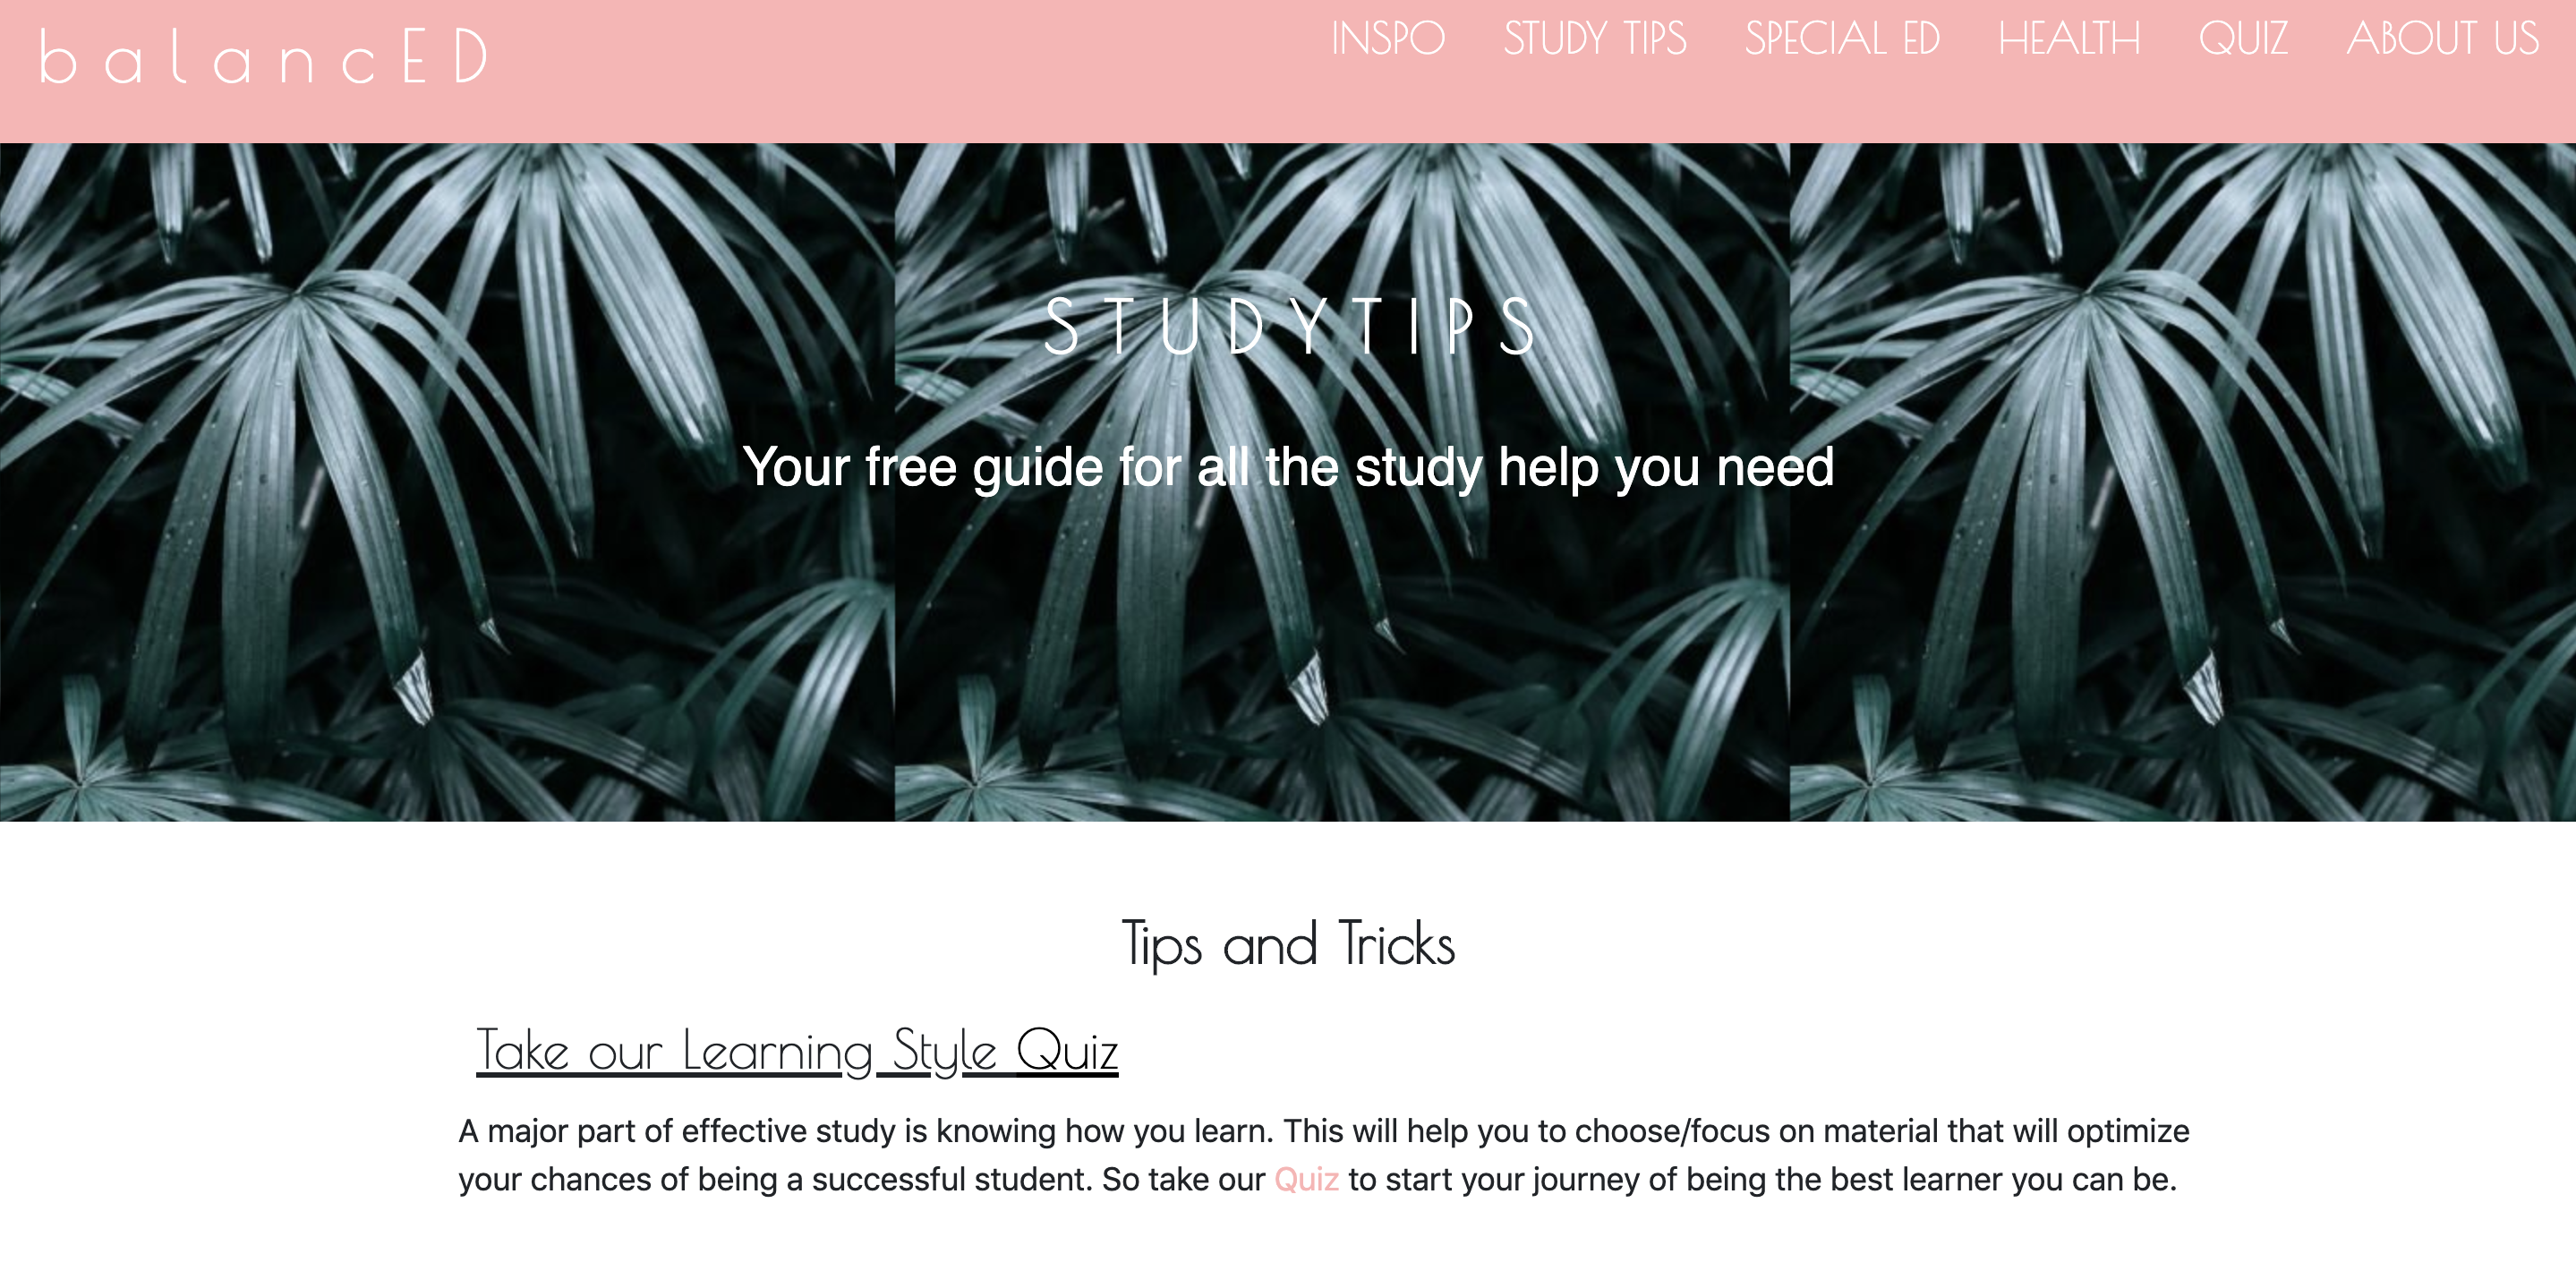 balancED
INSPO STUDY TIPS SPECIAL ED HEALTH QUIZ ABOUT US
STUDYTIPS
Your free guide for all the study help you need
Tips and Tricks
Take our Learning Style Quiz
A major part of effective study is knowing how you learn. This will help you to choose/focus on material that will optimize
your chances of being a successful student. So take our Quiz to start your journey of being the best learner you can be.